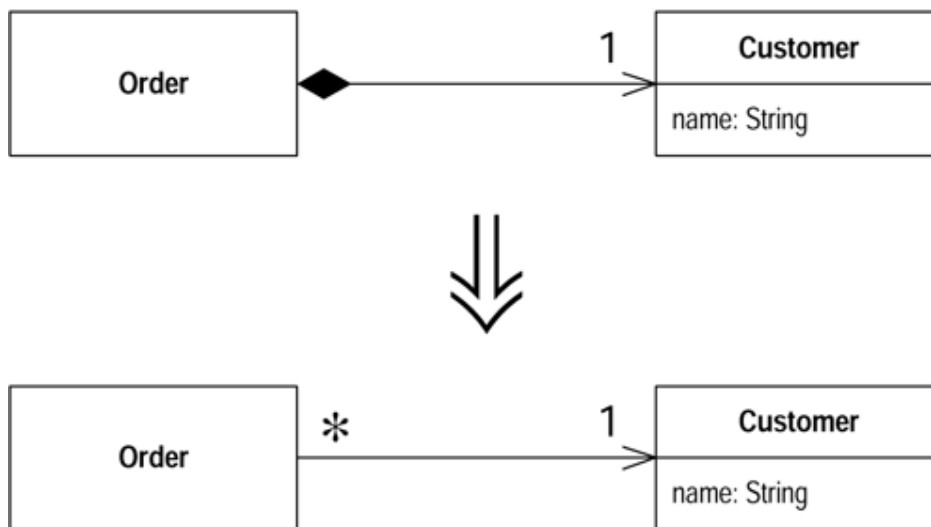 Order
1
Customer
name: String
Order
*
1
Customer
name: String